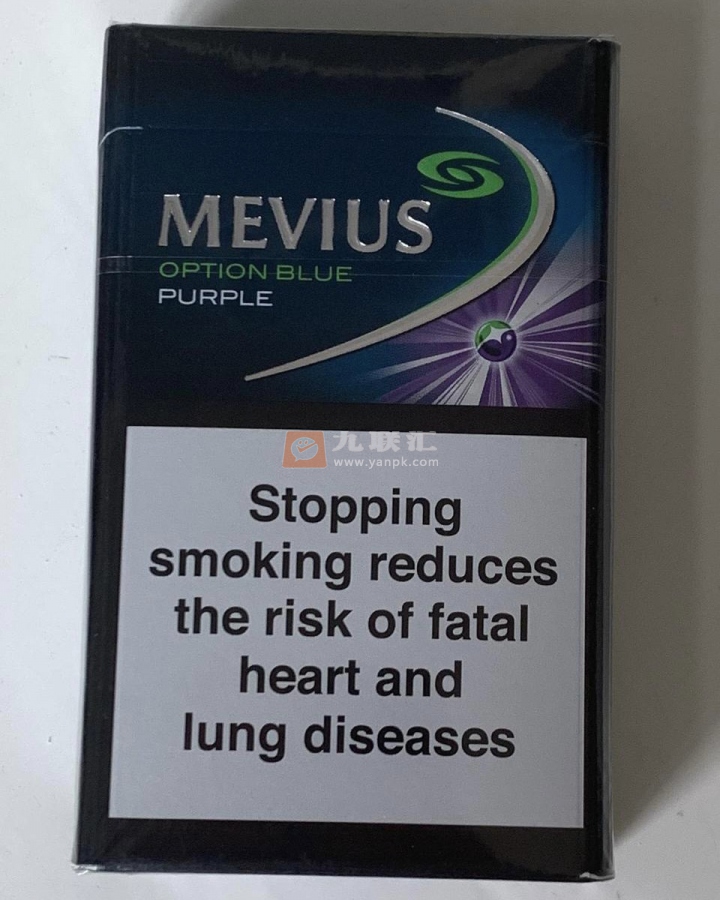 MEVIUS
OPTION BLUE
PURPLE
九联汇
www.yanpk.com
Stopping
smoking reduces
the risk of fatal
heart and
lung diseases